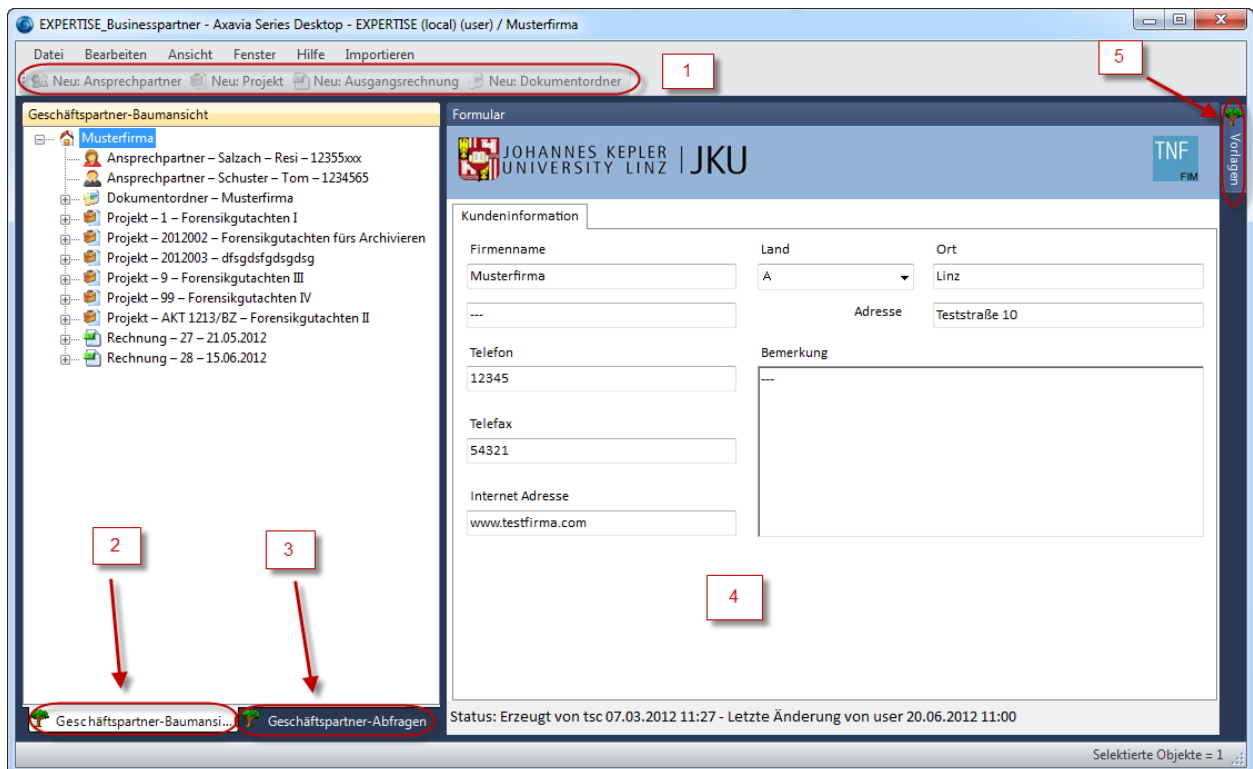 EXPERTISE_Businesspartner - Axavia Series Desktop - EXPERTISE (local) (user) / Musterfirma
Datei Bearbeiten Ansicht Fenster Hilfe Importieren
Neu: Ansprechpartner Neu: Projekt Neu: Ausgangsrechnung Neu: Dokumentordner
1
5
Geschäftspartner-Baumansicht
Musterfirma
Ansprechpartner – Salzach – Resi – 12355xxx
Ansprechpartner – Schuster – Tom – 1234565
Dokumentordner – Musterfirma
Projekt – 1 – Forensikgutachten I
Projekt – 2012002 – Forensikgutachten fürs Archivieren
Projekt – 2012003 – dfsgdsfgdsgdsg
Projekt – 9 – Forensikgutachten III
Projekt – 99 – Forensikgutachten IV
Projekt – AKT 1213/BZ – Forensikgutachten II
Rechnung – 27 – 21.05.2012
Rechnung – 28 – 15.06.2012
2
3
Geschäftspartner-Baumansi...
Geschäftspartner-Abfragen
Formular
JOHANNES KEPLER
UNIVERSITY LINZ | JKU
TNF
FIM
Vorlagen
Kundeninformation
Firmenname Land Ort
Musterfirma A Linz
--- Adresse Teststraße 10
Telefon Bemerkung
12345 ---
Telefax
54321
Internet Adresse
www.testfirma.com
4
Status: Erzeugt von tsc 07.03.2012 11:27 - Letzte Änderung von user 20.06.2012 11:00
Selektierte Objekte = 1